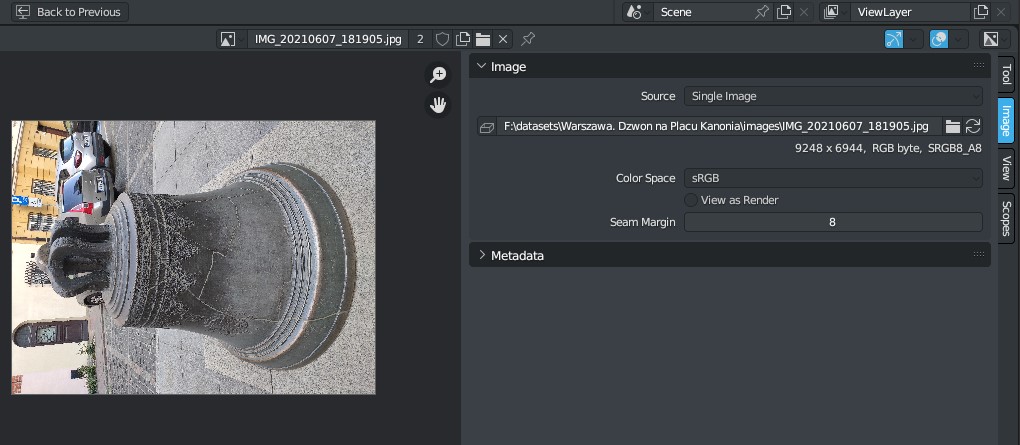 Back to Previous
Scene
ViewLayer
IMG_20210607_181905.jpg
2
Image
Source
Single Image
F:\datasets\Warszawa. Dzwon na Placu Kanonia\images\IMG_20210607_181905.jpg
9248 x 6944, RGB byte, SRGB8_A8
Color Space
sRGB
View as Render
Seam Margin
8
Metadata
Tool
Image
View
Scopes